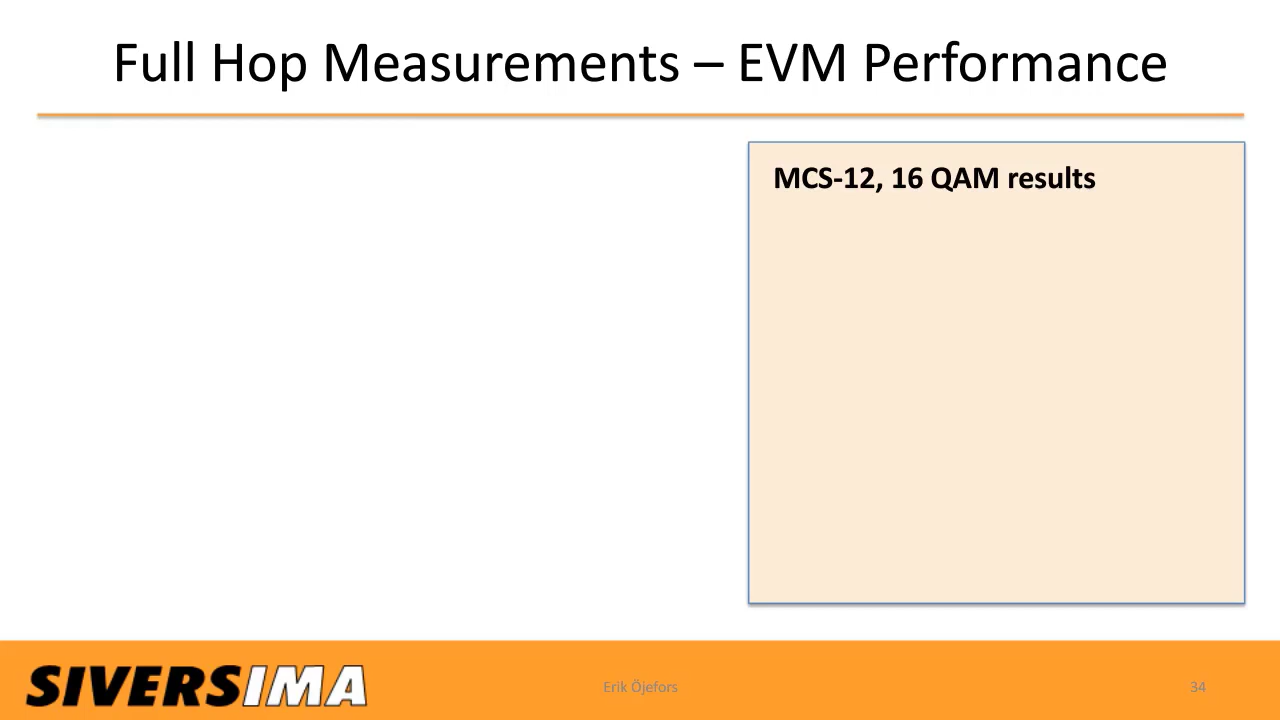 Full Hop Measurements – EVM Performance
MCS-12, 16 QAM results
SIVERSIMA
Erik Öjefors
34